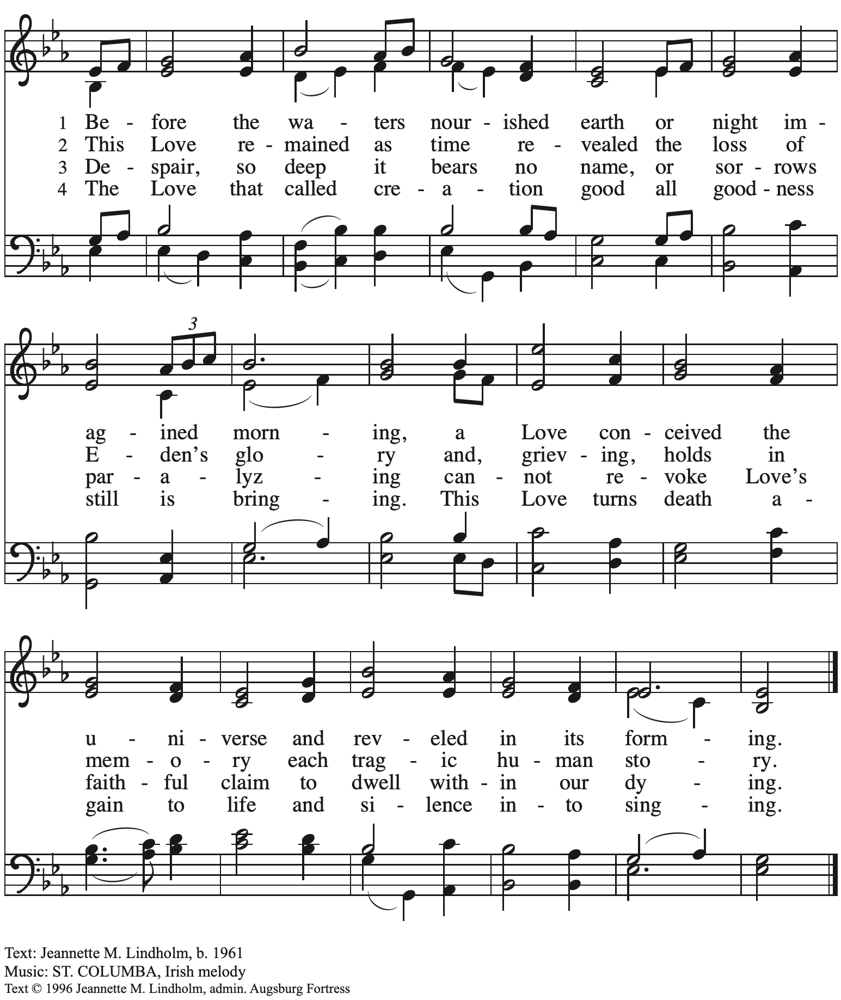 1 Be - fore the wa - ters nour - ished earth or night im -
2 This Love re - mained as time re - vealed the loss of
3 De - spair, so deep it bears no name, or sor - rows
4 The Love that called cre - a - tion good all good - ness
3
ag - ined morn - ing, a Love con - ceived the
E - den's glo - ry and, griev - ing, holds in
par - a - lyz - ing can - not re - voke Love's
still is bring - ing. This Love turns death a -
u - ni - verse and rev - eled in its form - ing.
mem - o - ry each trag - ic hu - man sto - ry.
faith - ful claim to dwell with - in our dy - ing.
gain to life and si - lence in - to sing - ing.
Text: Jeannette M. Lindholm, b. 1961
Music: ST. COLUMBA, Irish melody
Text © 1996 Jeannette M. Lindholm, admin. Augsburg Fortress